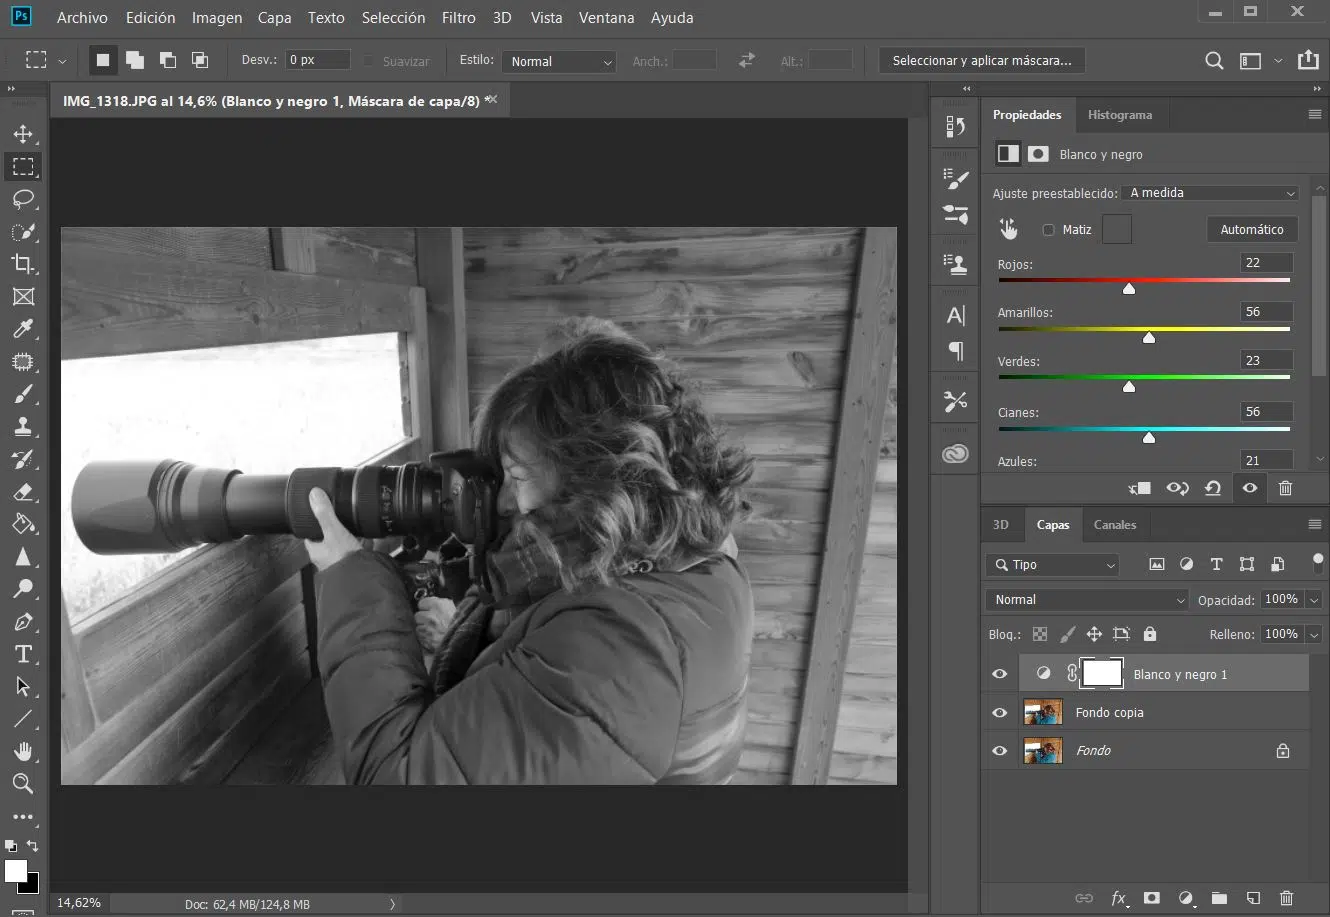 Ps Archivo Edición Imagen Capa Texto Selección Filtro 3D Vista Ventana Ayuda
Desv.: 0 px Suavizar Estilo: Normal Anch.: Alt.: Seleccionar y aplicar máscara...
IMG_1318.JPG al 14,6% (Blanco y negro 1, Máscara de capa/8) *
Propiedades Histograma
Blanco y negro
Ajuste preestablecido: A medida
Matiz Automático
Rojos: 22
Amarillos: 56
Verdes: 23
Cianes: 56
Azules: 21
3D Capas Canales
Tipo
Normal Opacidad: 100%
Bloq.: Relleno: 100%
Blanco y negro 1
Fondo copia
Fondo
fx
14,62% Doc: 62,4 MB/124,8 MB